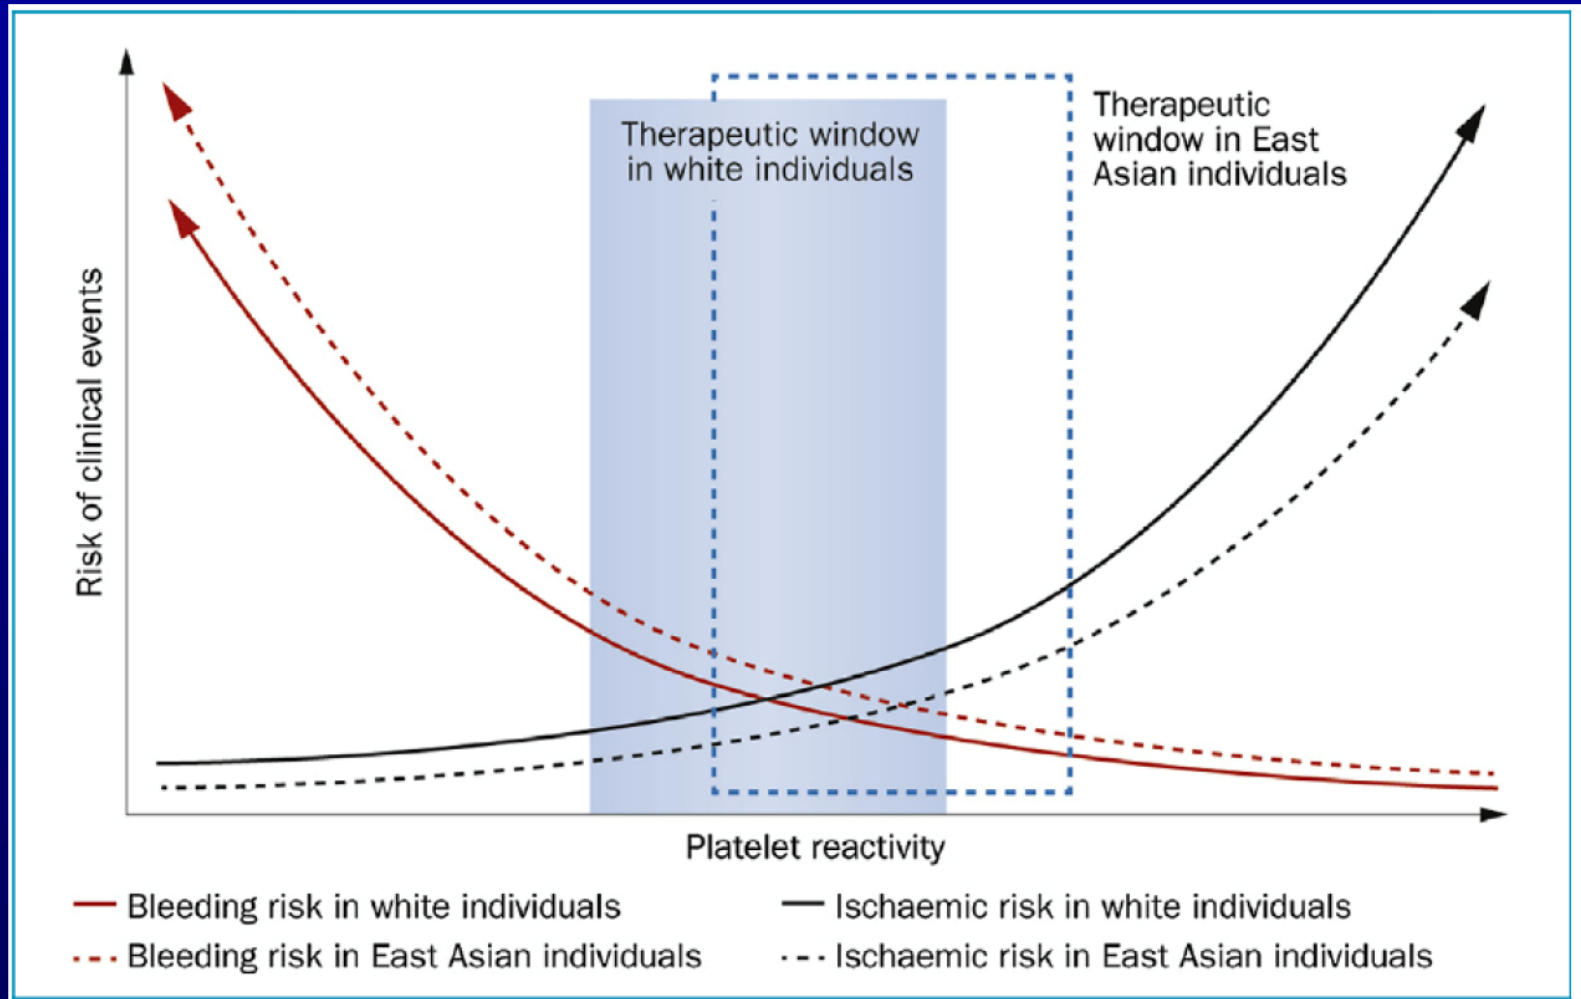 Therapeutic window
in white individuals
Therapeutic
window in East
Asian individuals
Risk of clinical events
Platelet reactivity
Bleeding risk in white individuals
Ischaemic risk in white individuals
Bleeding risk in East Asian individuals
Ischaemic risk in East Asian individuals